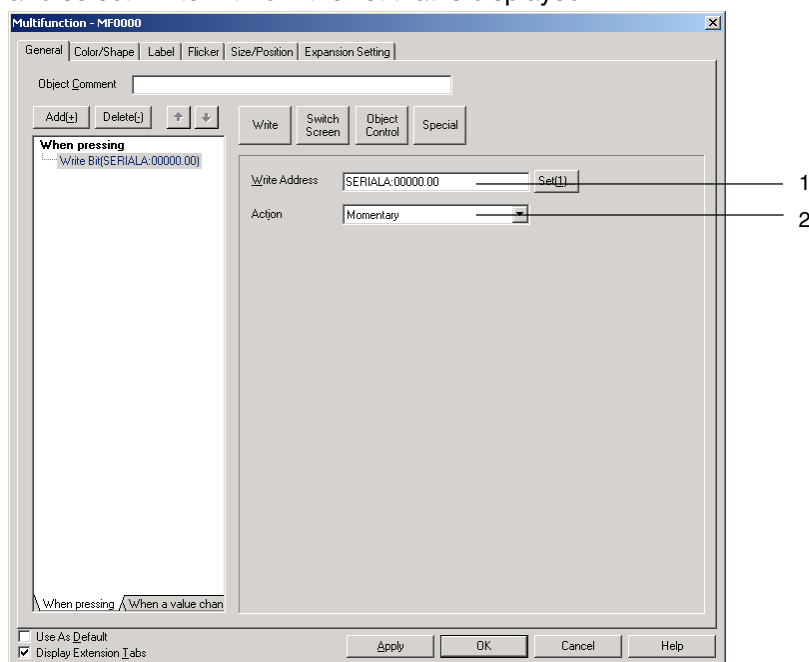 Multifunction - MF0000
General Color/Shape Label Flicker Size/Position Expansion Setting
Object Comment
Add(+) Delete(-)
Write Switch Screen Object Control Special
When pressing
Write Bit(SERIALA:00000.00)
Write Address SERIALA:00000.00 Set(1)... 1
Action Momentary 2
When pressing When a value chan
Use As Default
Display Extension Tabs
Apply OK Cancel Help